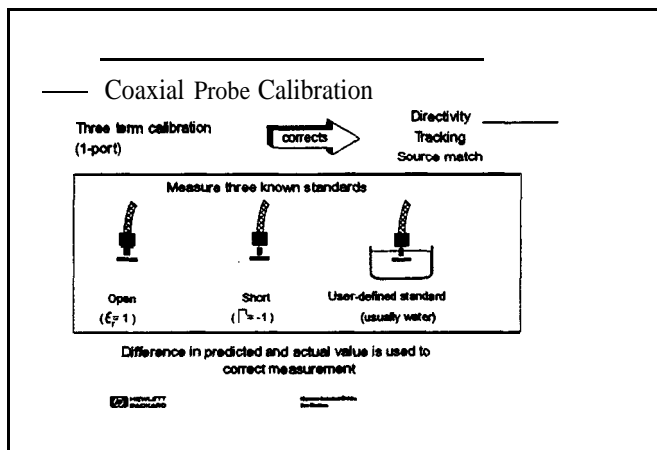 Coaxial Probe Calibration
Three term calibration
(1-port)
corrects
Directivity
Tracking
Source match
Measure three known standards
Open
(εr=1)
Short
(Γ=-1)
User-defined standard
(usually water)
Difference in predicted and actual value is used to
correct measurement
HEWLETT
PACKARD